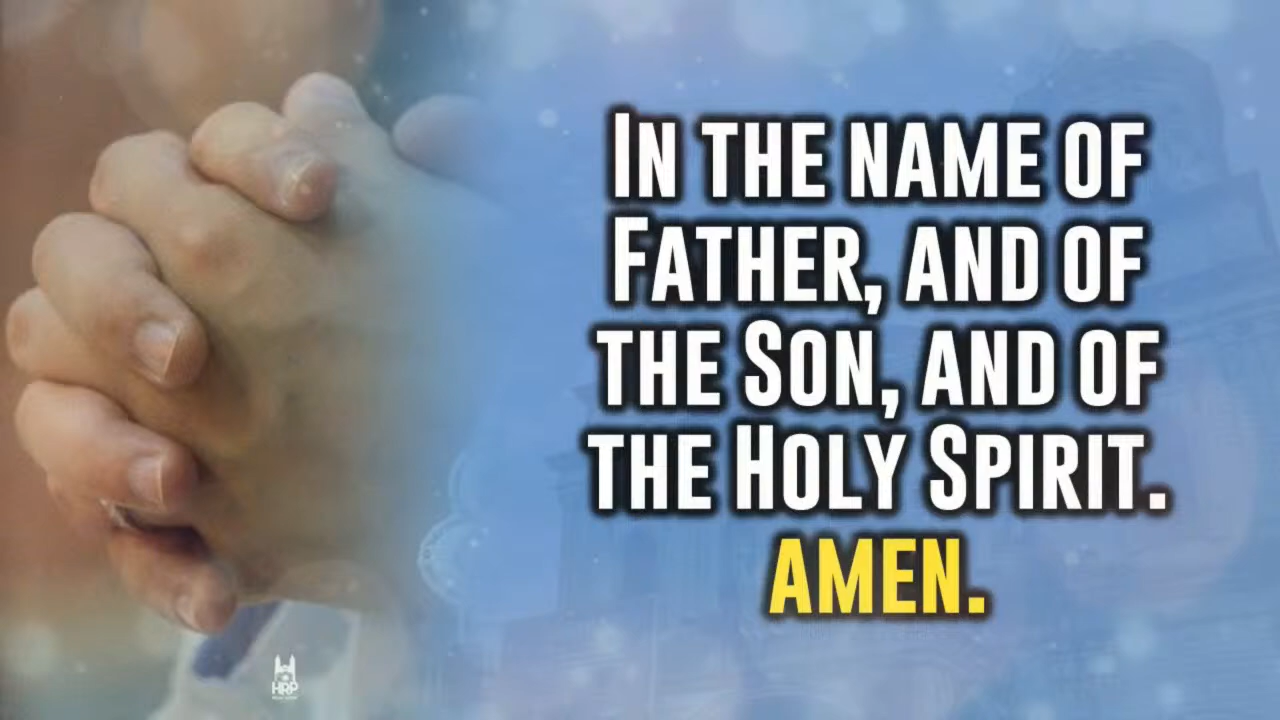 In the name of
Father, and of
the Son, and of
the Holy Spirit.
Amen.
HRP